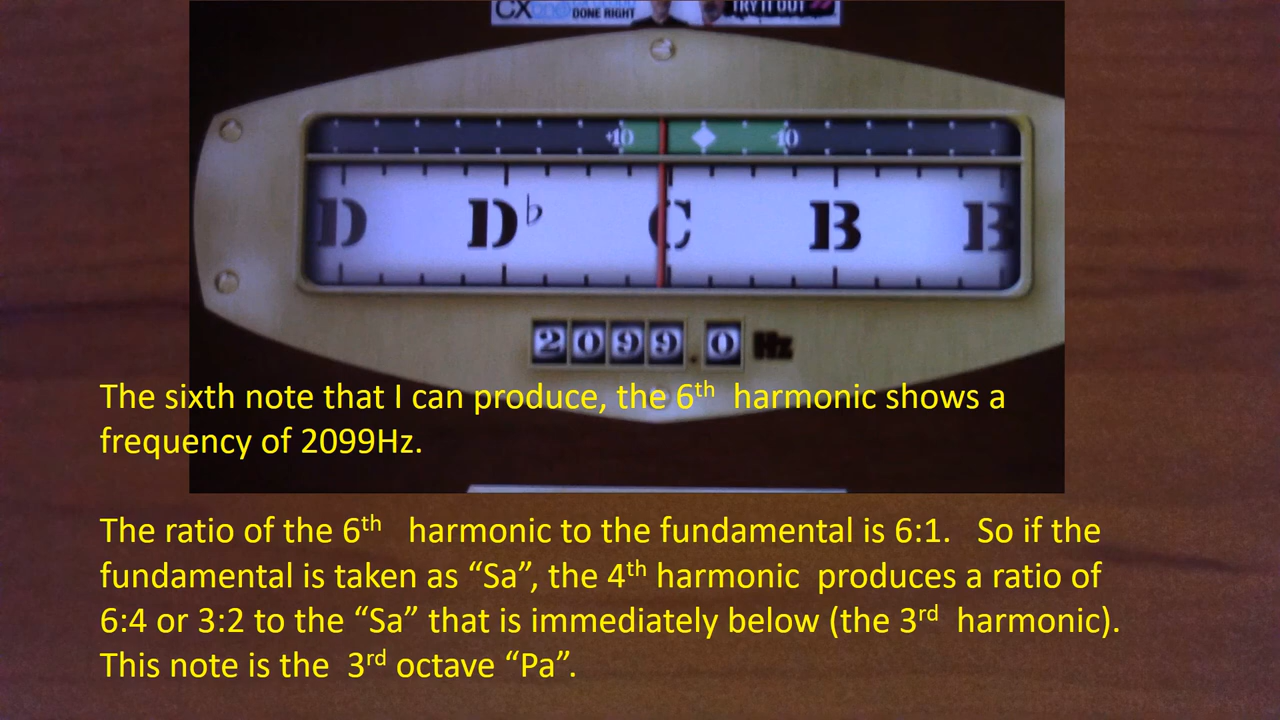 CX DONE RIGHT TRY IT OUT
+10 -10
D D♭ C B B
2099.0 Hz
The sixth note that I can produce, the 6th harmonic shows a
frequency of 2099Hz.
The ratio of the 6th harmonic to the fundamental is 6:1. So if the
fundamental is taken as “Sa”, the 4th harmonic produces a ratio of
6:4 or 3:2 to the “Sa” that is immediately below (the 3rd harmonic).
This note is the 3rd octave “Pa”.